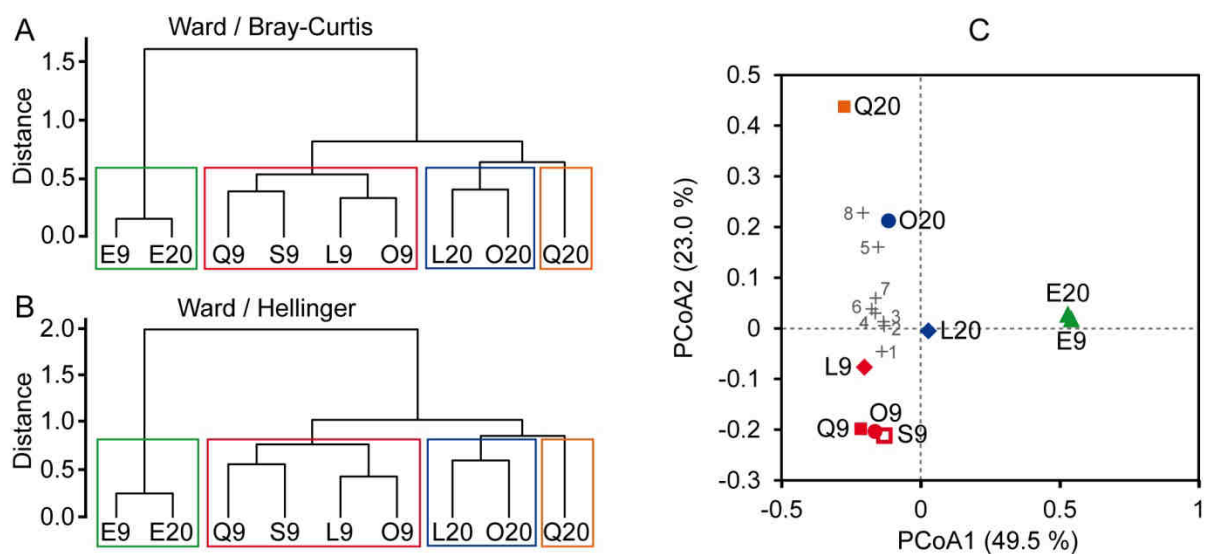 A
Ward / Bray-Curtis
Distance
1.5
1.0
0.5
0.0
E9 E20 Q9 S9 L9 O9 L20 O20 Q20
B
Ward / Hellinger
Distance
2.0
1.5
1.0
0.5
0.0
E9 E20 Q9 S9 L9 O9 L20 O20 Q20
C
PCoA2 (23.0 %)
0.5
0.4
0.3
0.2
0.1
0
-0.1
-0.2
-0.3
Q20
8
O20
5
7
6
3
4
2
1
E20
E9
L20
L9
O9
Q9
S9
-0.5 0 0.5 1
PCoA1 (49.5 %)